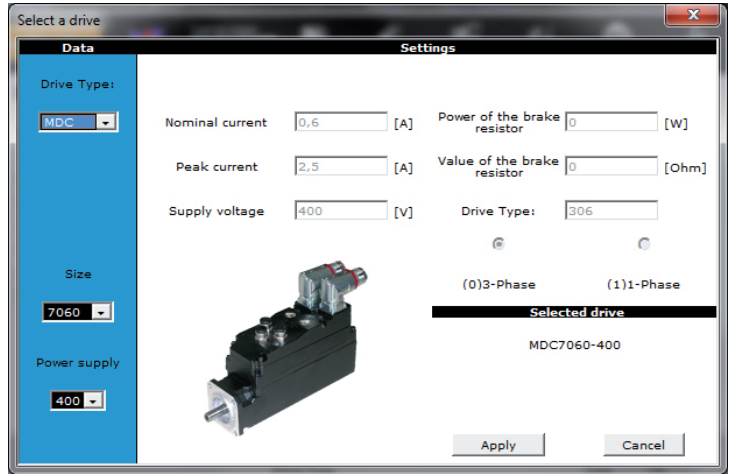 Select a drive
Data
Settings
Drive Type:
MDC
Nominal current 0,6 [A]
Power of the brake
resistor
0 [W]
Peak current 2,5 [A]
Value of the brake
resistor
0 [Ohm]
Supply voltage 400 [V]
Drive Type: 306
Size
7060
(0)3-Phase (1)1-Phase
Selected drive
MDC7060-400
Power supply
400
Apply Cancel